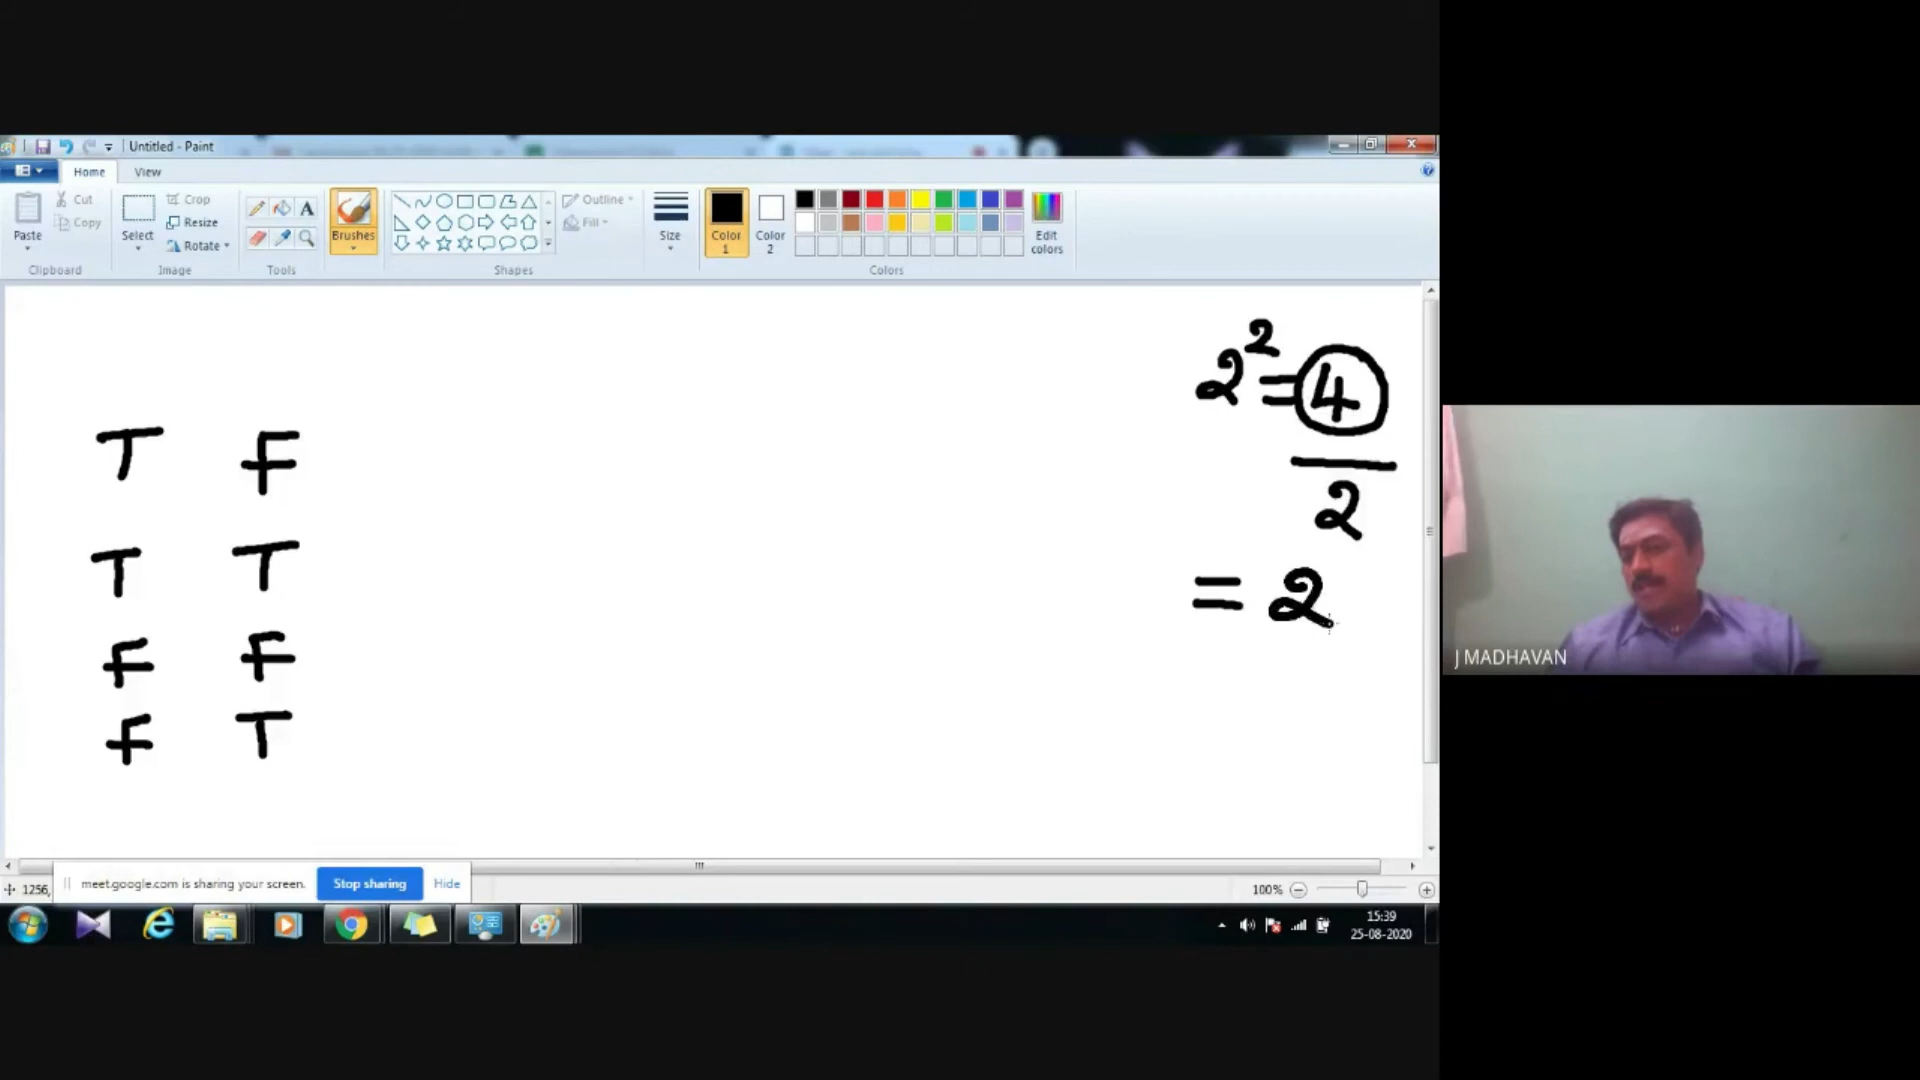 Untitled - Paint
Home View
Cut
Copy
Paste
Clipboard
Crop
Resize
Rotate
Select
Image
A
Tools
Brushes
Outline
Fill
Shapes
Size
Color 1
Color 2
Edit colors
Colors
2² = 4
2
= 2
T F
T T
F F
F T
J MADHAVAN
1256,
meet.google.com is sharing your screen. Stop sharing Hide
100%
15:39
25-08-2020